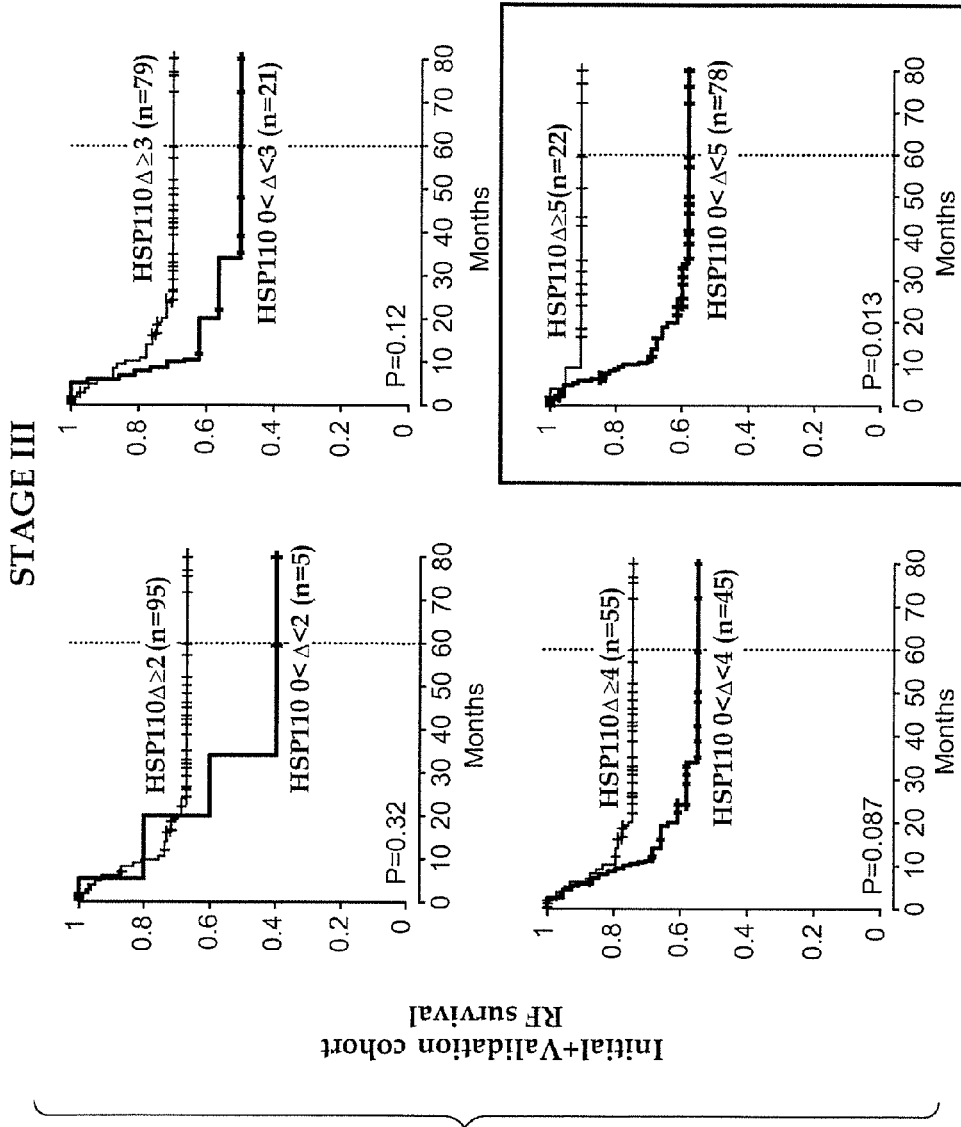 STAGE III
Initial+Validation cohort
RF survival
1
0.8
0.6
0.4
0.2
0
HSP110Δ≥2 (n=95)
HSP110 0<Δ<2 (n=5)
P=0.32
0 10 20 30 40 50 60 70 80
Months
1
0.8
0.6
0.4
0.2
0
HSP110 Δ≥3 (n=79)
HSP110 0<Δ<3 (n=21)
P=0.12
0 10 20 30 40 50 60 70 80
Months
1
0.8
0.6
0.4
0.2
0
HSP110Δ≥4 (n=55)
HSP110 0<Δ<4 (n=45)
P=0.087
0 10 20 30 40 50 60 70 80
Months
1
0.8
0.6
0.4
0.2
0
HSP110Δ≥5(n=22)
HSP110 0<Δ<5 (n=78)
P=0.013
0 10 20 30 40 50 60 70 80
Months